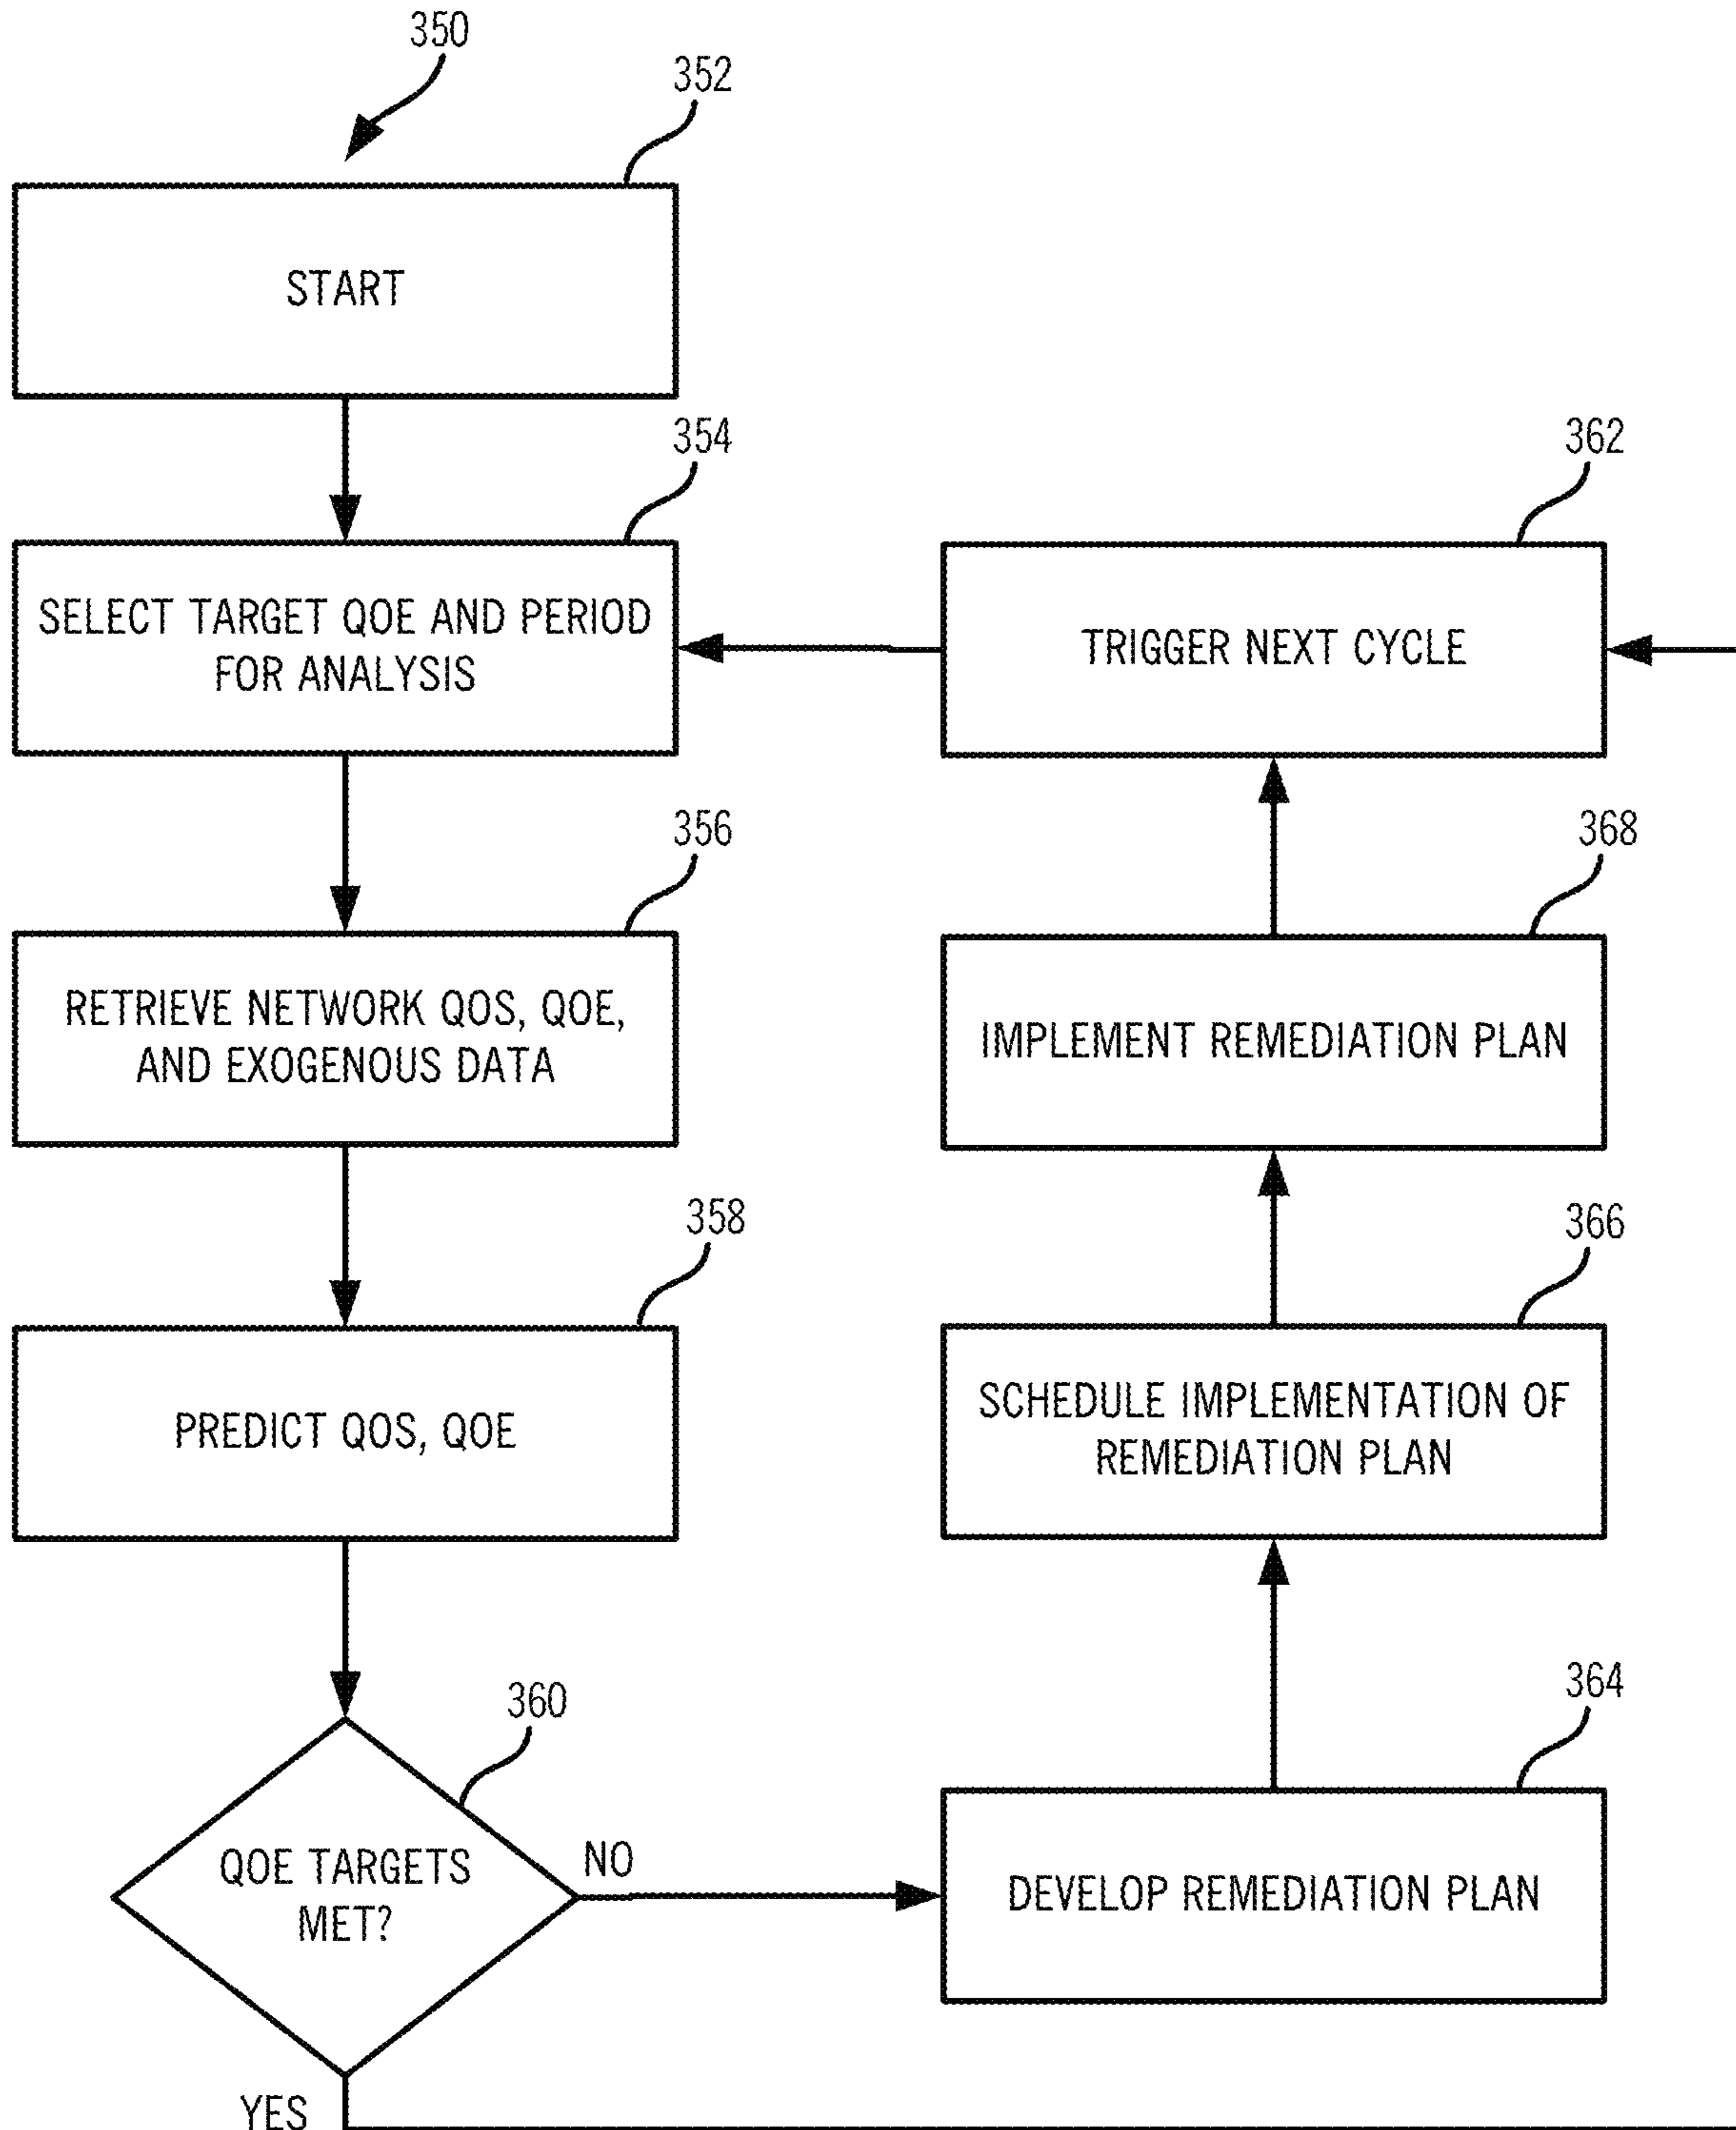 350
352
START
354
SELECT TARGET QOE AND PERIOD
FOR ANALYSIS
362
TRIGGER NEXT CYCLE
356
RETRIEVE NETWORK QOS, QOE,
AND EXOGENOUS DATA
368
IMPLEMENT REMEDIATION PLAN
358
PREDICT QOS, QOE
366
SCHEDULE IMPLEMENTATION OF
REMEDIATION PLAN
360
QOE TARGETS
MET?
NO
364
DEVELOP REMEDIATION PLAN
YES